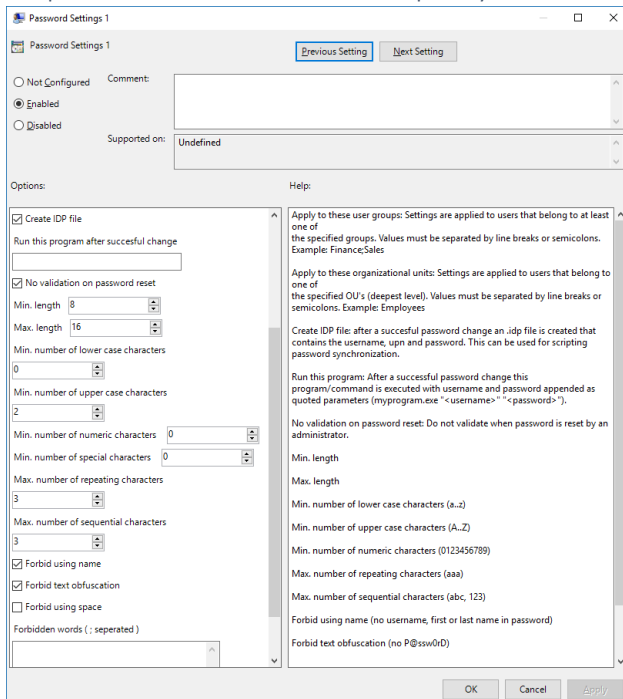 Password Settings 1
Password Settings 1
Previous Setting
Next Setting
Not Configured
Comment:
Enabled
Disabled
Supported on:
Undefined
Options:
Help:
Create IDP file
Run this program after succesful change
No validation on password reset
Min. length 8
Max. length 16
Min. number of lower case characters
0
Min. number of upper case characters
2
Min. number of numeric characters 0
Min. number of special characters 0
Max. number of repeating characters
3
Max. number of sequential characters
3
Forbid using name
Forbid text obfuscation
Forbid using space
Forbidden words ( ; seperated )
Apply to these user groups: Settings are applied to users that belong to at least
one of
the specified groups. Values must be separated by line breaks or semicolons.
Example: Finance;Sales
Apply to these organizational units: Settings are applied to users that belong to
one of
the specified OU's (deepest level). Values must be separated by line breaks or
semicolons. Example: Employees
Create IDP file: after a succesful password change an .idp file is created that
contains the username, upn and password. This can be used for scripting
password synchronization.
Run this program: After a successful password change this
program/command is executed with username and password appended as
quoted parameters (myprogram.exe "<username>" "<password>").
No validation on password reset: Do not validate when password is reset by an
administrator.
Min. length
Max. length
Min. number of lower case characters (a..z)
Min. number of upper case characters (A..Z)
Min. number of numeric characters (0123456789)
Max. number of repeating characters (aaa)
Max. number of sequential characters (abc, 123)
Forbid using name (no username, first or last name in password)
Forbid text obfuscation (no P@ssw0rD)
OK
Cancel
Apply